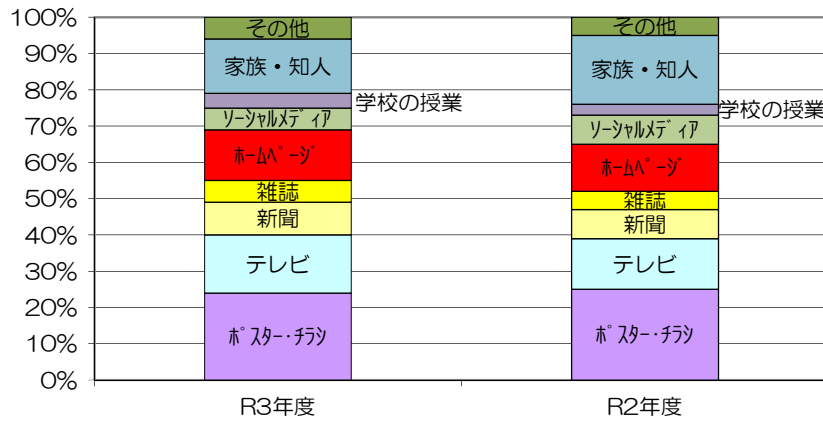 100%
90%
80%
70%
60%
50%
40%
30%
20%
10%
0%
その他
家族・知人
学校の授業
ｿｰｼｬﾙﾒﾃﾞｨｱ
ﾎｰﾑﾍﾟｰｼﾞ
雑誌
新聞
テレビ
ﾎﾟｽﾀｰ･ﾁﾗｼ
R3年度
その他
家族・知人
学校の授業
ｿｰｼｬﾙﾒﾃﾞｨｱ
ﾎｰﾑﾍﾟｰｼﾞ
雑誌
新聞
テレビ
ﾎﾟｽﾀｰ･ﾁﾗｼ
R2年度